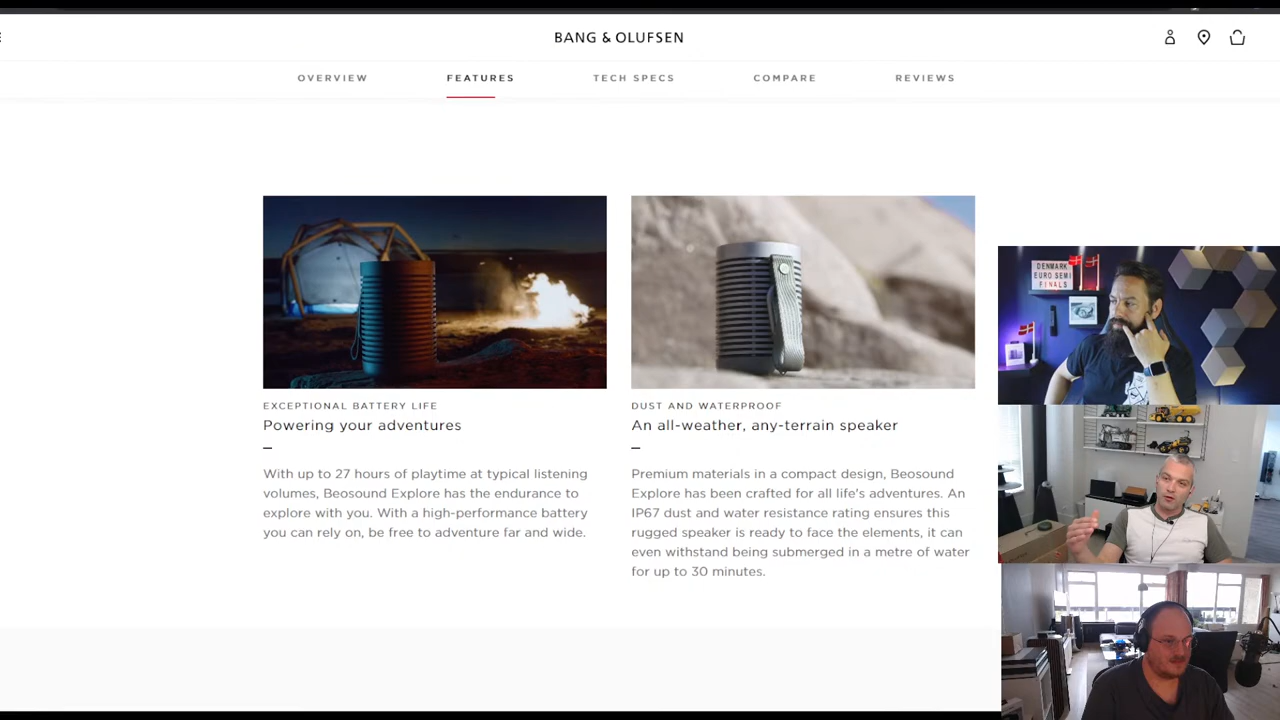 BANG & OLUFSEN
OVERVIEW
FEATURES
TECH SPECS
COMPARE
REVIEWS
EXCEPTIONAL BATTERY LIFE
Powering your adventures
With up to 27 hours of playtime at typical listening
volumes, Beosound Explore has the endurance to
explore with you. With a high-performance battery
you can rely on, be free to adventure far and wide.
DUST AND WATERPROOF
An all-weather, any-terrain speaker
Premium materials in a compact design, Beosound
Explore has been crafted for all life's adventures. An
IP67 dust and water resistance rating ensures this
rugged speaker is ready to face the elements, it can
even withstand being submerged in a metre of water
for up to 30 minutes.
DENMARK
EURO SEMI
FINALS